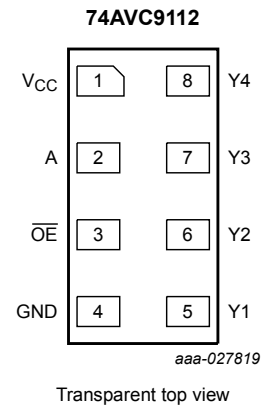 74AVC9112
VCC 1 8 Y4
A 2 7 Y3
O̅E̅ 3 6 Y2
GND 4 5 Y1
aaa-027819
Transparent top view